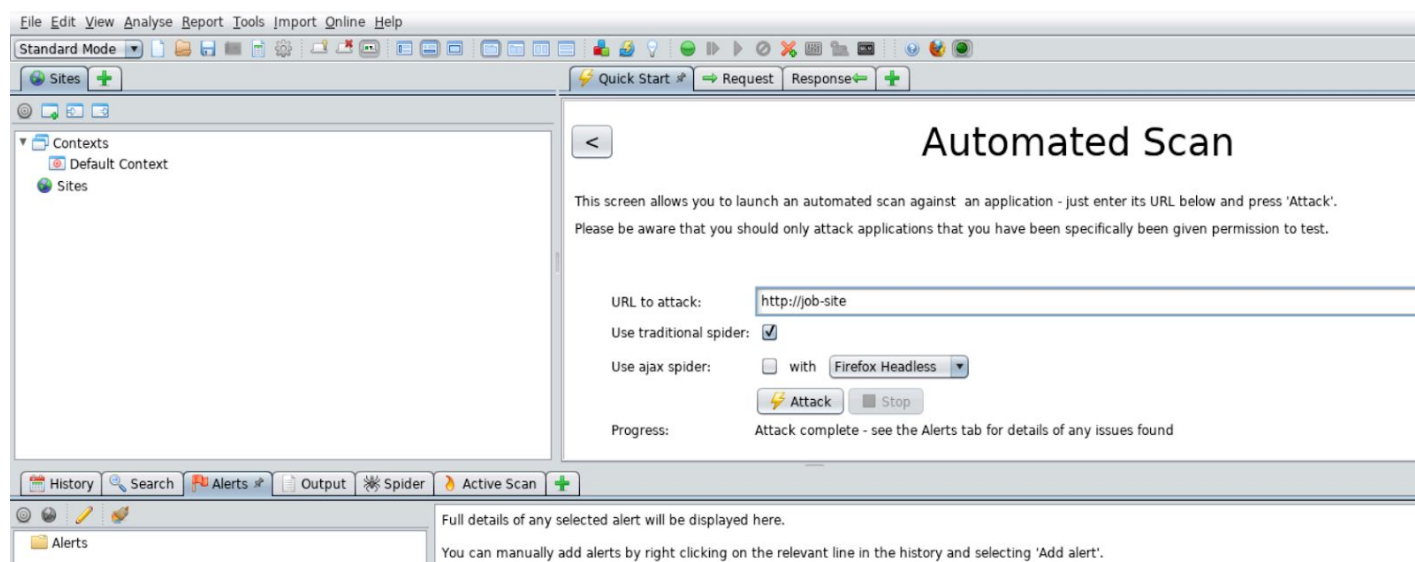 File Edit View Analyse Report Tools Import Online Help
Standard Mode
Sites
Quick Start Request Response
Contexts
Default Context
Sites
<
Automated Scan
This screen allows you to launch an automated scan against an application - just enter its URL below and press 'Attack'.
Please be aware that you should only attack applications that you have been specifically been given permission to test.
URL to attack: http://job-site
Use traditional spider:
Use ajax spider: with Firefox Headless
Attack Stop
Progress: Attack complete - see the Alerts tab for details of any issues found
History Search Alerts Output Spider Active Scan
Alerts
Full details of any selected alert will be displayed here.
You can manually add alerts by right clicking on the relevant line in the history and selecting 'Add alert'.